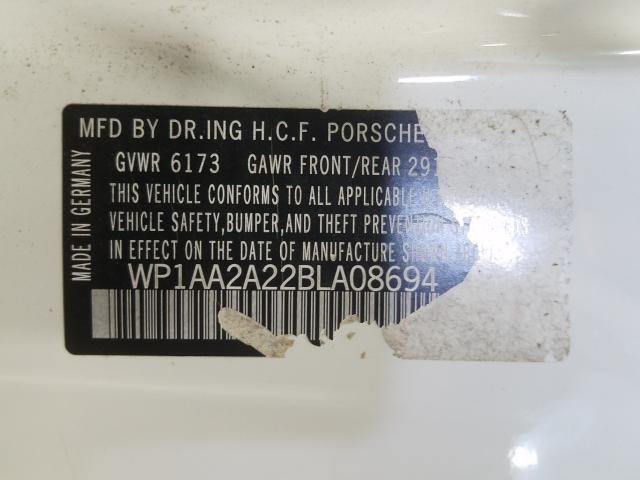 MFD BY DR.ING H.C.F. PORSCHE
GVWR 6173 GAWR FRONT/REAR
THIS VEHICLE CONFORMS TO ALL APPLICABLE
VEHICLE SAFETY,BUMPER,AND THEFT PREVENTION
IN EFFECT ON THE DATE OF MANUFACTURE SHOWN
WP1AA2A22BLA08694
MADE IN GERMANY